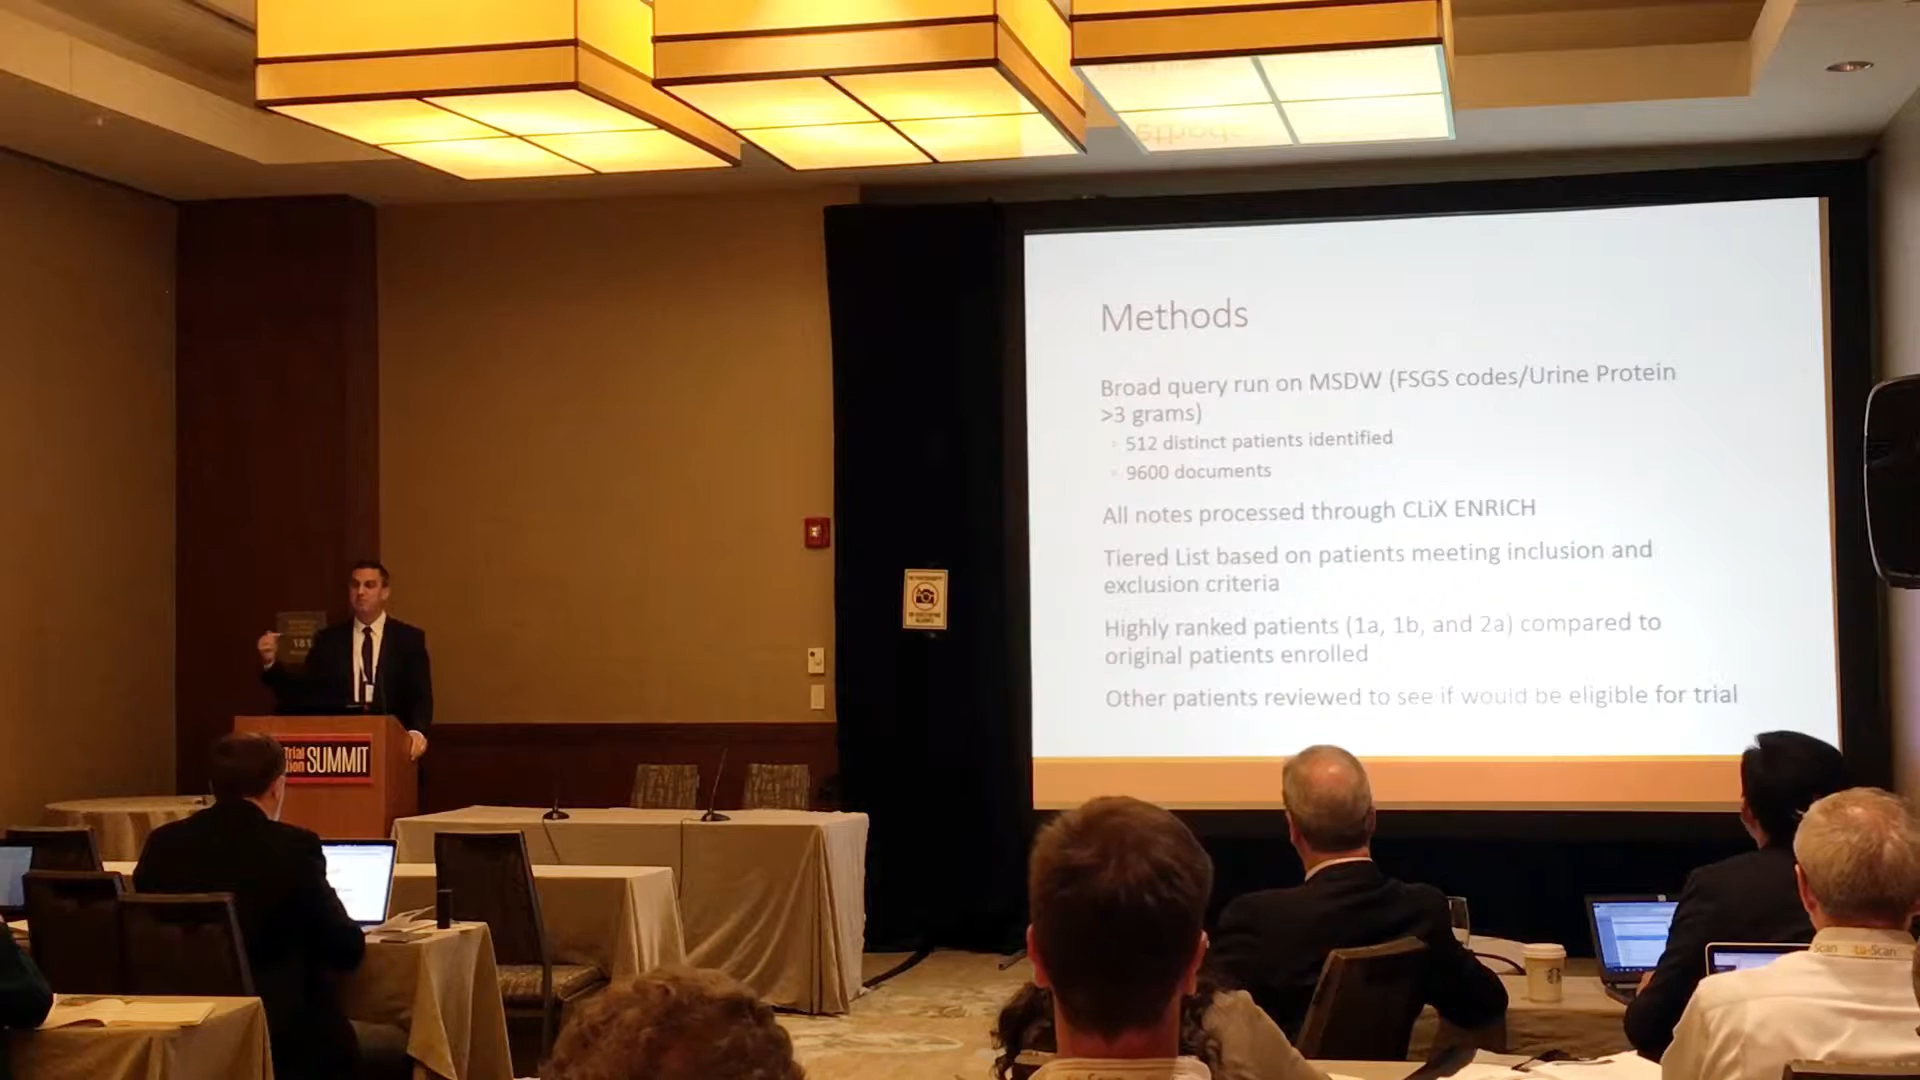 Methods
Broad query run on MSDW (FSGS codes/Urine Protein
>3 grams)
512 distinct patients identified
9600 documents
All notes processed through CLiX ENRICH
Tiered List based on patients meeting inclusion and
exclusion criteria
Highly ranked patients (1a, 1b, and 2a) compared to
original patients enrolled
Other patients reviewed to see if would be eligible for trial
Trial
SUMMIT
Scan